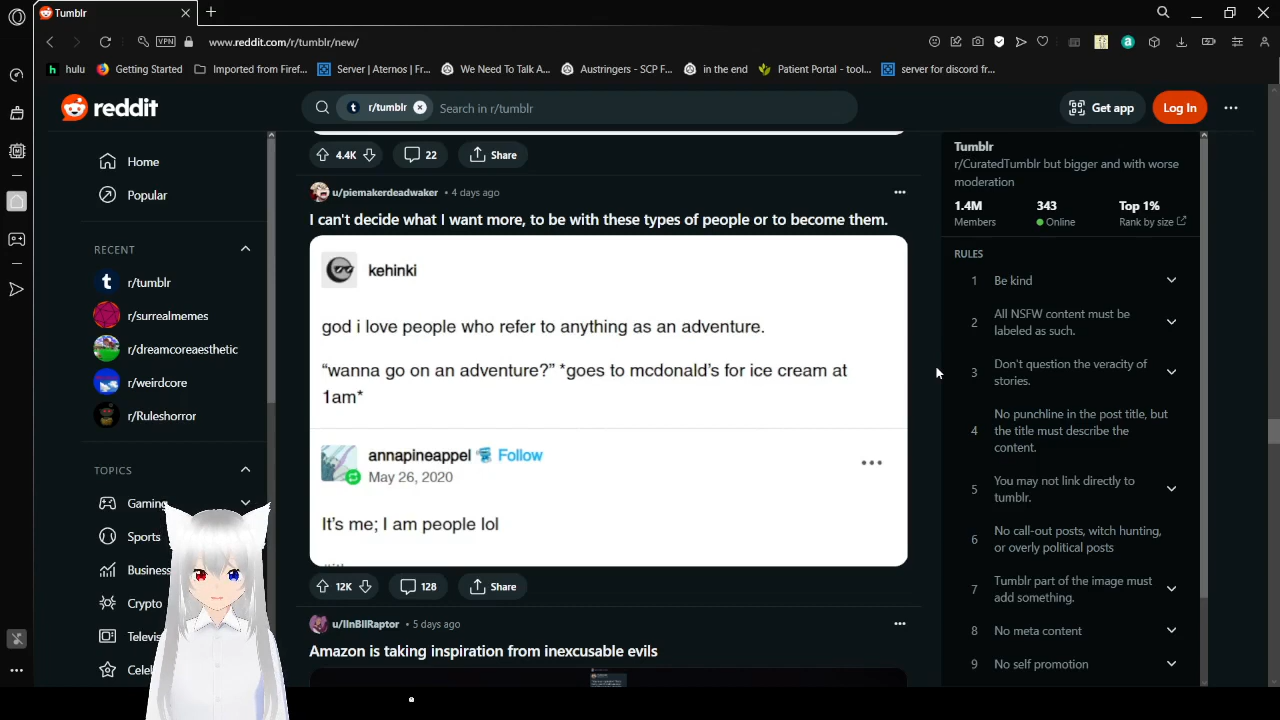 Tumblr
VPN
www.reddit.com/r/tumblr/new/
hulu
Getting Started
Imported from Firef...
Server | Aternos | Fr...
We Need To Talk A...
Austringers - SCP F...
in the end
Patient Portal - tool...
server for discord fr...
reddit
r/tumblr
Search in r/tumblr
Get app
Log In
Home
Popular
RECENT
r/tumblr
r/surrealmemes
r/dreamcoreaesthetic
r/weirdcore
r/Ruleshorror
TOPICS
Gaming
Sports
Business
Crypto
Televis
Celeb
4.4K
22
Share
u/piemakerdeadwaker • 4 days ago
I can't decide what I want more, to be with these types of people or to become them.
kehinki
god i love people who refer to anything as an adventure.
“wanna go on an adventure?” *goes to mcdonald’s for ice cream at
1am*
annapineappel Follow
May 26, 2020
It’s me; I am people lol
12K
128
Share
u/IInBIIRaptor • 5 days ago
Amazon is taking inspiration from inexcusable evils
Tumblr
r/CuratedTumblr but bigger and with worse
moderation
1.4M 343 Top 1%
Members Online Rank by size
RULES
1 Be kind
2 All NSFW content must be
labeled as such.
3 Don't question the veracity of
stories.
4 No punchline in the post title, but
the title must describe the
content.
5 You may not link directly to
tumblr.
6 No call-out posts, witch hunting,
or overly political posts
7 Tumblr part of the image must
add something.
8 No meta content
9 No self promotion